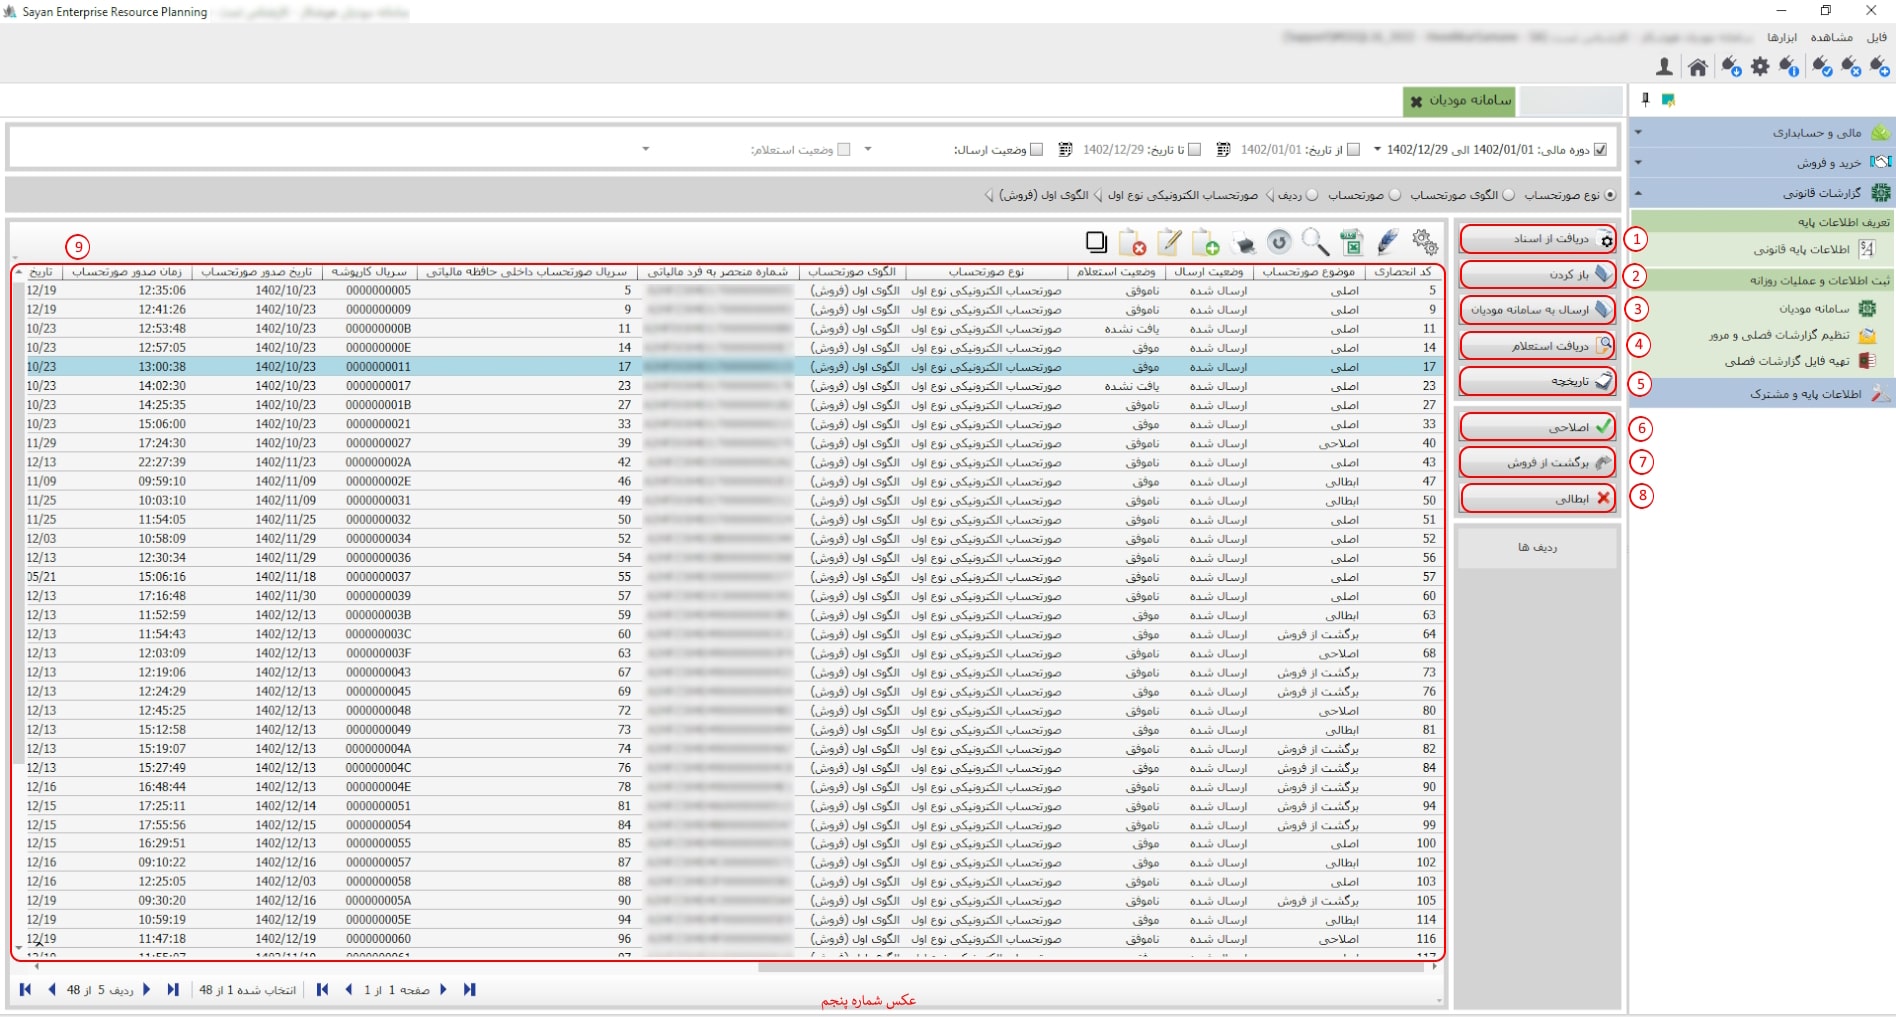 Sayan Enterprise Resource Planning
فایل مشاهده ابزارها
سامانه مودیان
دوره مالی: 1402/01/01 الی 1402/12/29 از تاریخ: 1402/01/01 تا تاریخ: 1402/12/29 وضعیت ارسال: وضعیت استعلام:
نوع صورتحساب الگوی صورتحساب صورتحساب ردیف صورتحساب الکترونیکی نوع اول الگوی اول (فروش)
مالی و حسابداری
خرید و فروش
گزارشات قانونی
تعریف اطلاعات پایه
اطلاعات پایه قانونی
ثبت اطلاعات و عملیات روزانه
سامانه مودیان
تنظیم گزارشات فصلی و مرور
تهیه فایل گزارشات فصلی
اطلاعات پایه و مشترک
1 دریافت از اسناد
2 باز کردن
3 ارسال به سامانه مودیان
4 دریافت استعلام
5 تاریخچه
6 اصلاحی
7 برگشت از فروش
8 ابطالی
ردیف ها
9
کد انحصاری موضوع صورتحساب وضعیت ارسال وضعیت استعلام نوع صورتحساب الگوی صورتحساب شماره منحصر به فرد مالیاتی سریال صورتحساب داخلی حافظه مالیاتی سریال کارپوشه تاریخ صدور صورتحساب زمان صدور صورتحساب تاریخ
5 اصلی ارسال شده ناموفق صورتحساب الکترونیکی نوع اول الگوی اول (فروش) 5 0000000005 1402/10/23 12:35:06 12/19
9 اصلی ارسال شده ناموفق صورتحساب الکترونیکی نوع اول الگوی اول (فروش) 9 0000000009 1402/10/23 12:41:26 12/19
11 اصلی ارسال شده یافت نشده صورتحساب الکترونیکی نوع اول الگوی اول (فروش) 11 000000000B 1402/10/23 12:53:48 10/23
14 اصلی ارسال شده موفق صورتحساب الکترونیکی نوع اول الگوی اول (فروش) 14 000000000E 1402/10/23 12:57:05 10/23
17 اصلی ارسال شده موفق صورتحساب الکترونیکی نوع اول الگوی اول (فروش) 17 0000000011 1402/10/23 13:00:38 10/23
23 اصلی ارسال شده یافت نشده صورتحساب الکترونیکی نوع اول الگوی اول (فروش) 23 0000000017 1402/10/23 14:02:30 10/23
27 اصلی ارسال شده ناموفق صورتحساب الکترونیکی نوع اول الگوی اول (فروش) 27 000000001B 1402/10/23 14:25:35 10/23
33 اصلی ارسال شده موفق صورتحساب الکترونیکی نوع اول الگوی اول (فروش) 33 0000000021 1402/10/23 15:06:00 10/23
40 اصلاحی ارسال شده ناموفق صورتحساب الکترونیکی نوع اول الگوی اول (فروش) 39 0000000027 1402/11/23 17:24:30 11/29
43 اصلی ارسال شده ناموفق صورتحساب الکترونیکی نوع اول الگوی اول (فروش) 42 000000002A 1402/11/23 22:27:39 12/13
47 ابطالی ارسال شده موفق صورتحساب الکترونیکی نوع اول الگوی اول (فروش) 46 000000002E 1402/11/09 09:59:10 11/09
50 ابطالی ارسال شده ناموفق صورتحساب الکترونیکی نوع اول الگوی اول (فروش) 49 0000000031 1402/11/09 10:03:10 11/25
51 اصلی ارسال شده ناموفق صورتحساب الکترونیکی نوع اول الگوی اول (فروش) 50 0000000032 1402/11/25 11:54:05 11/25
52 اصلی ارسال شده ناموفق صورتحساب الکترونیکی نوع اول الگوی اول (فروش) 52 0000000034 1402/11/29 10:58:09 12/03
56 اصلی ارسال شده ناموفق صورتحساب الکترونیکی نوع اول الگوی اول (فروش) 54 0000000036 1402/11/29 12:30:34 12/13
57 اصلی ارسال شده ناموفق صورتحساب الکترونیکی نوع اول الگوی اول (فروش) 55 0000000037 1402/11/18 15:06:16 05/21
60 اصلی ارسال شده ناموفق صورتحساب الکترونیکی نوع اول الگوی اول (فروش) 57 0000000039 1402/11/30 17:16:48 12/13
63 ابطالی ارسال شده موفق صورتحساب الکترونیکی نوع اول الگوی اول (فروش) 59 000000003B 1402/12/13 11:52:59 12/13
64 برگشت از فروش ارسال شده موفق صورتحساب الکترونیکی نوع اول الگوی اول (فروش) 60 000000003C 1402/12/13 11:54:43 12/13
68 اصلاحی ارسال شده ناموفق صورتحساب الکترونیکی نوع اول الگوی اول (فروش) 63 000000003F 1402/12/13 12:03:09 12/13
73 برگشت از فروش ارسال شده ناموفق صورتحساب الکترونیکی نوع اول الگوی اول (فروش) 67 0000000043 1402/12/13 12:19:06 12/13
76 برگشت از فروش ارسال شده موفق صورتحساب الکترونیکی نوع اول الگوی اول (فروش) 69 0000000045 1402/12/13 12:24:29 12/13
80 اصلاحی ارسال شده موفق صورتحساب الکترونیکی نوع اول الگوی اول (فروش) 72 0000000048 1402/12/13 12:45:25 12/13
81 ابطالی ارسال شده موفق صورتحساب الکترونیکی نوع اول الگوی اول (فروش) 73 0000000049 1402/12/13 15:12:58 12/13
82 برگشت از فروش ارسال شده ناموفق صورتحساب الکترونیکی نوع اول الگوی اول (فروش) 74 000000004A 1402/12/13 15:19:07 12/13
84 برگشت از فروش ارسال شده موفق صورتحساب الکترونیکی نوع اول الگوی اول (فروش) 76 000000004C 1402/12/13 15:27:49 12/13
90 برگشت از فروش ارسال شده موفق صورتحساب الکترونیکی نوع اول الگوی اول (فروش) 78 000000004E 1402/12/13 16:48:44 12/16
94 برگشت از فروش ارسال شده ناموفق صورتحساب الکترونیکی نوع اول الگوی اول (فروش) 81 0000000051 1402/12/14 17:25:11 12/15
99 برگشت از فروش ارسال شده ناموفق صورتحساب الکترونیکی نوع اول الگوی اول (فروش) 84 0000000054 1402/12/15 17:55:56 12/15
100 اصلی ارسال شده ناموفق صورتحساب الکترونیکی نوع اول الگوی اول (فروش) 85 0000000055 1402/12/13 16:29:51 12/15
102 ابطالی ارسال شده ناموفق صورتحساب الکترونیکی نوع اول الگوی اول (فروش) 87 0000000057 1402/12/16 09:10:22 12/16
103 اصلی ارسال شده ناموفق صورتحساب الکترونیکی نوع اول الگوی اول (فروش) 88 0000000058 1402/12/03 12:25:05 12/16
105 برگشت از فروش ارسال شده ناموفق صورتحساب الکترونیکی نوع اول الگوی اول (فروش) 90 000000005A 1402/12/16 09:30:20 12/19
114 ابطالی ارسال شده موفق صورتحساب الکترونیکی نوع اول الگوی اول (فروش) 94 000000005E 1402/12/19 10:59:19 12/19
116 اصلاحی ارسال شده ناموفق صورتحساب الکترونیکی نوع اول الگوی اول (فروش) 96 0000000060 1402/12/19 11:47:18 12/19
صفحه 1 از 1 انتخاب شده 1 از 48 ردیف 5 از 48
عکس شماره پنجم